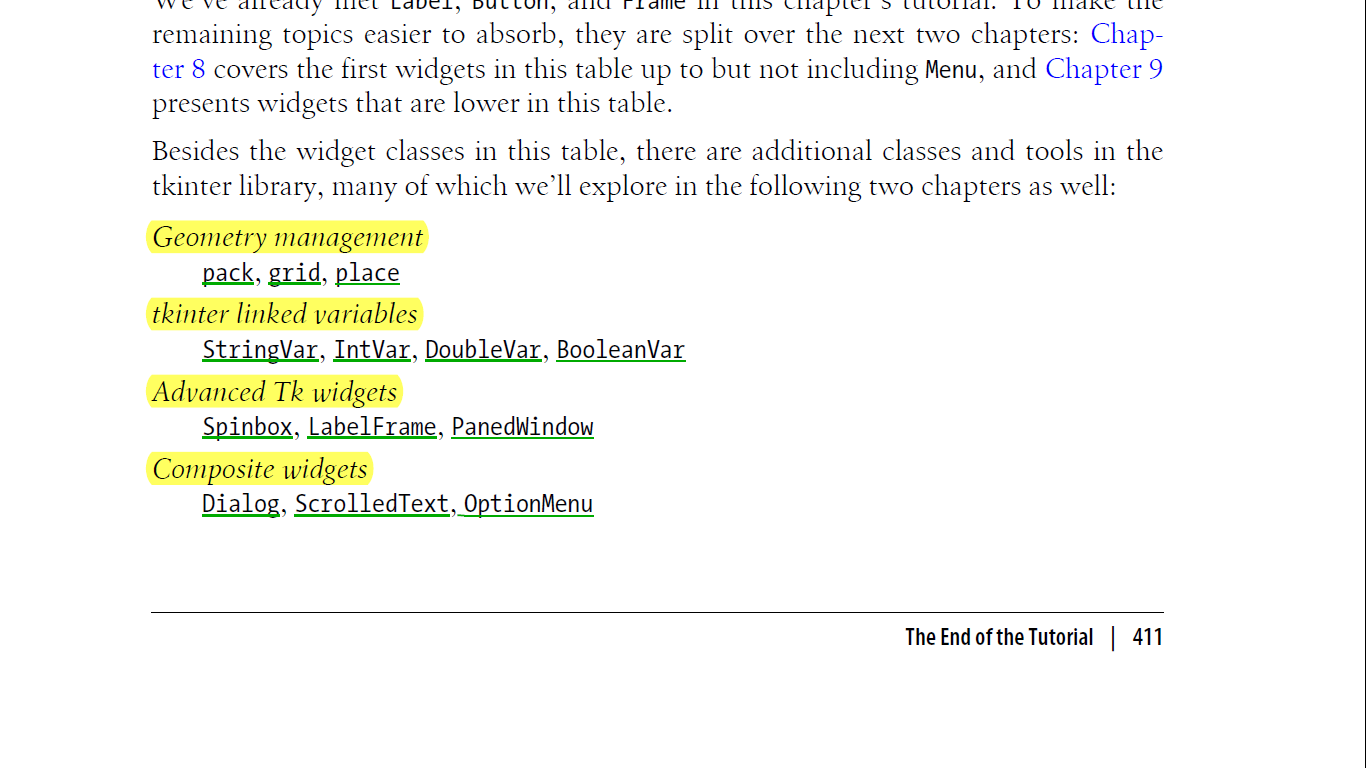 We've already met Label, Button, and Frame in this chapter's tutorial. To make the
remaining topics easier to absorb, they are split over the next two chapters: Chap-
ter 8 covers the first widgets in this table up to but not including Menu, and Chapter 9
presents widgets that are lower in this table.
Besides the widget classes in this table, there are additional classes and tools in the
tkinter library, many of which we'll explore in the following two chapters as well:
Geometry management
pack, grid, place
tkinter linked variables
StringVar, IntVar, DoubleVar, BooleanVar
Advanced Tk widgets
Spinbox, LabelFrame, PanedWindow
Composite widgets
Dialog, ScrolledText, OptionMenu
The End of the Tutorial | 411